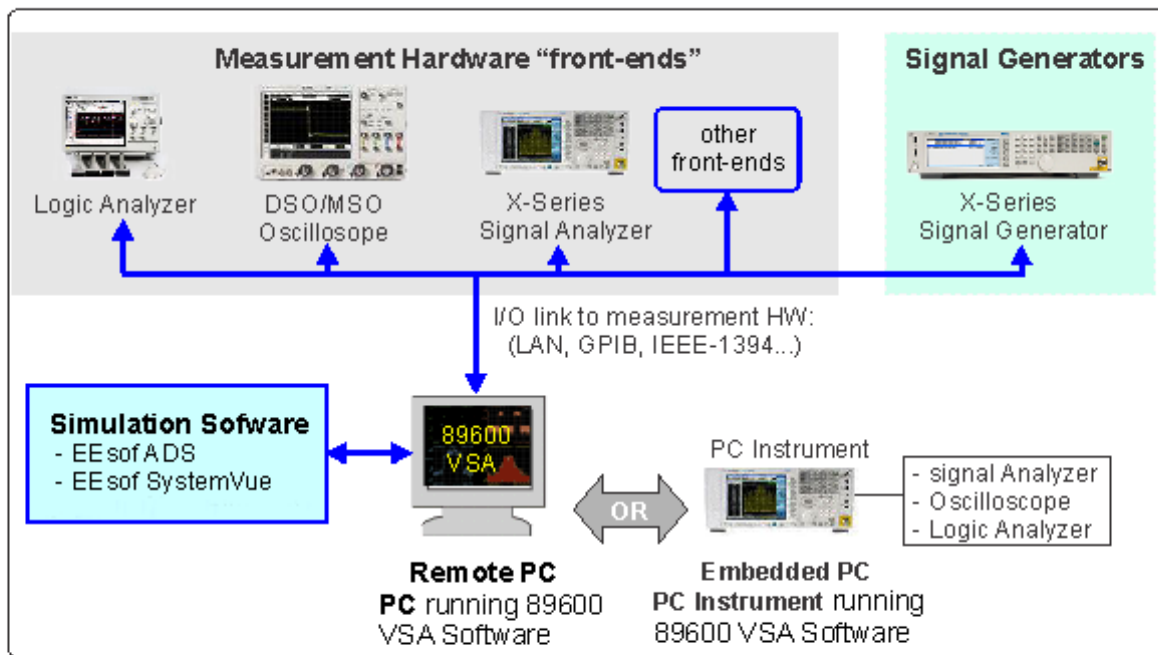 Measurement Hardware “front-ends”
Signal Generators
Logic Analyzer
DSO/MSO
Oscillosope
X-Series
Signal Analyzer
other
front-ends
X-Series
Signal Generator
I/O link to measurement HW:
(LAN, GPIB, IEEE-1394...)
Simulation Sofware
- EEsof ADS
- EEsof SystemVue
89600
VSA
OR
PC Instrument
- signal Analyzer
- Oscilloscope
- Logic Analyzer
Remote PC
PC running 89600
VSA Software
Embedded PC
PC Instrument running
89600 VSA Software